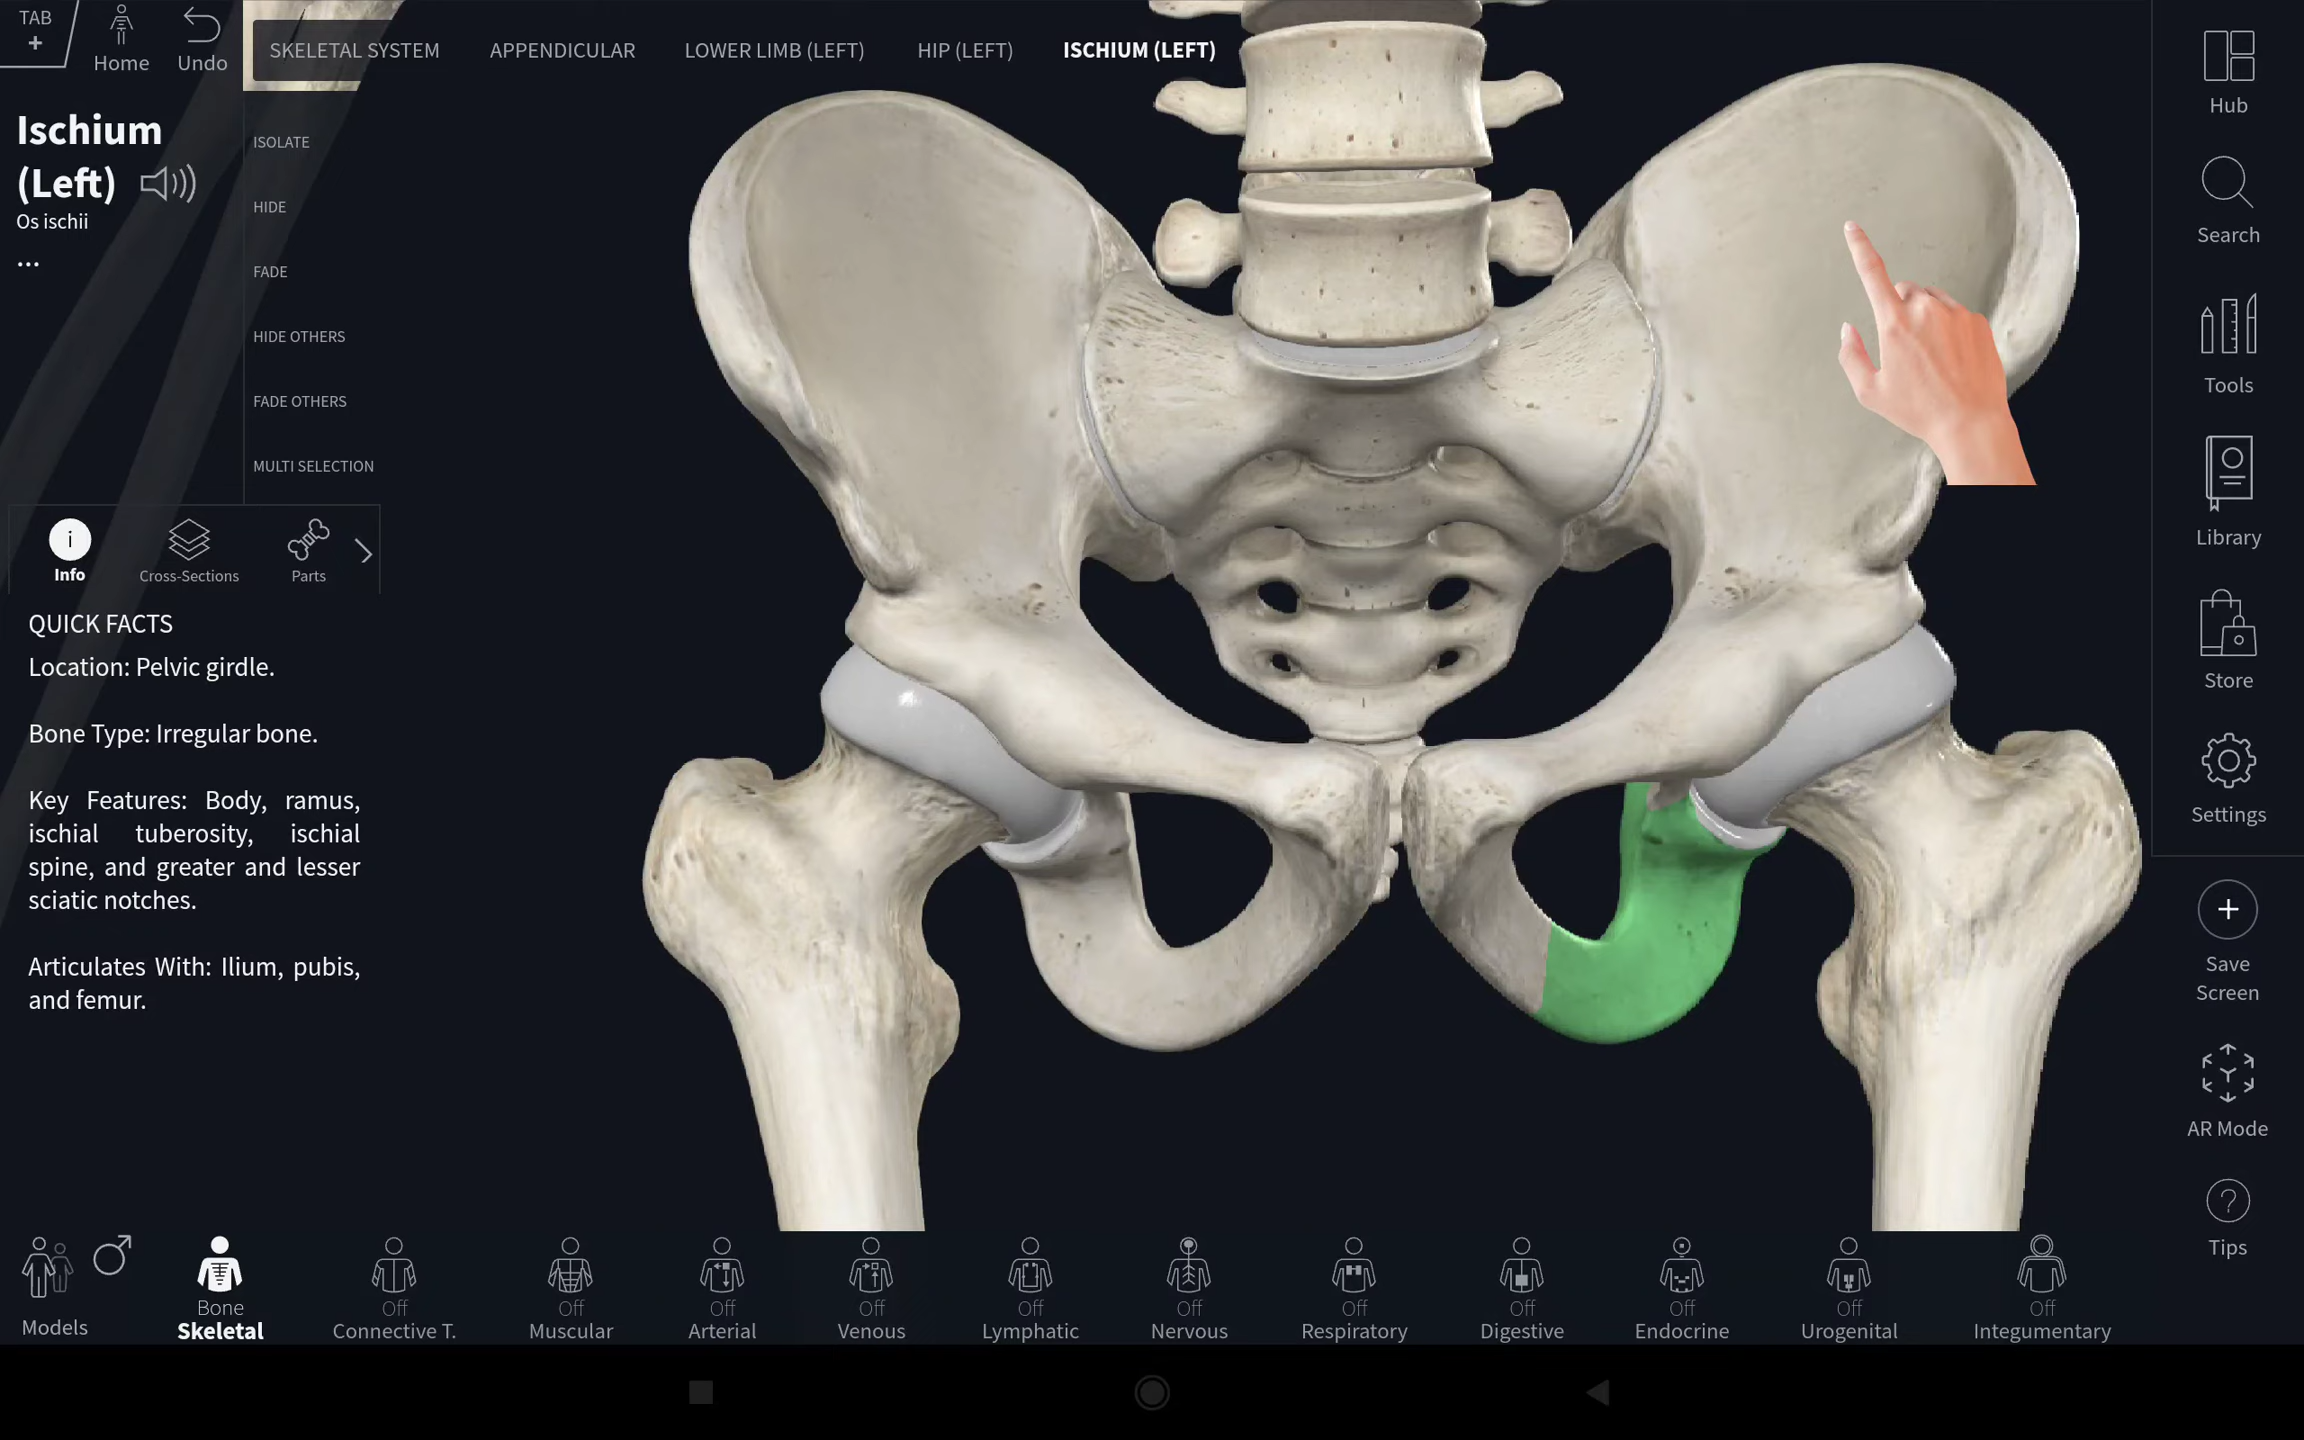 TAB
+
Home
Undo
SKELETAL SYSTEM
APPENDICULAR
LOWER LIMB (LEFT)
HIP (LEFT)
ISCHIUM (LEFT)
Ischium
(Left)
Os ischii
...
ISOLATE
HIDE
FADE
HIDE OTHERS
FADE OTHERS
MULTI SELECTION
i
Info
Cross-Sections
Parts
QUICK FACTS
Location: Pelvic girdle.
Bone Type: Irregular bone.
Key Features: Body, ramus,
ischial tuberosity, ischial
spine, and greater and lesser
sciatic notches.
Articulates With: Ilium, pubis,
and femur.
Hub
Search
Tools
Library
Store
Settings
+
Save
Screen
AR Mode
?
Tips
Models
Bone
Skeletal
Off
Connective T.
Off
Muscular
Off
Arterial
Off
Venous
Off
Lymphatic
Off
Nervous
Off
Respiratory
Off
Digestive
Off
Endocrine
Off
Urogenital
Off
Integumentary